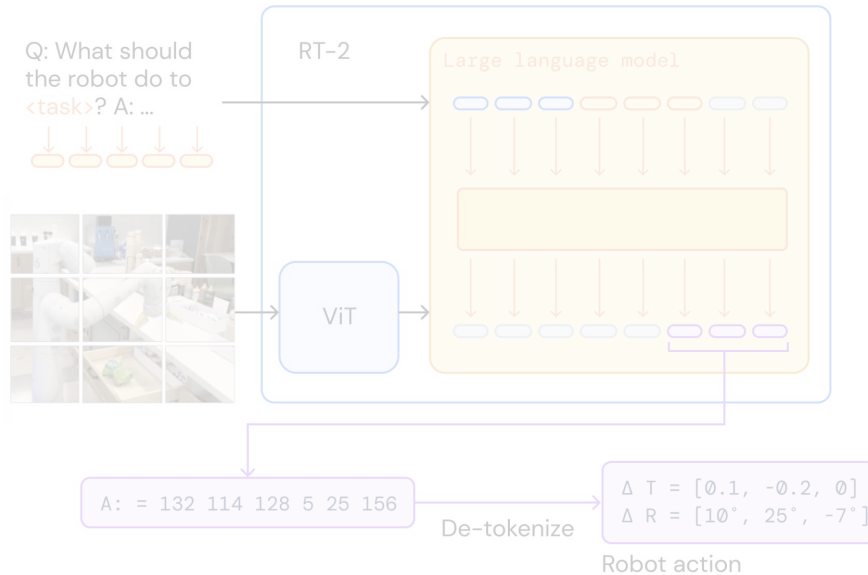 Q: What should
the robot do to
<task>? A: ...
RT-2
Large language model
ViT
A: = 132 114 128 5 25 156
De-tokenize
Δ T = [0.1, -0.2, 0]
Δ R = [10°, 25°, -7°]
Robot action